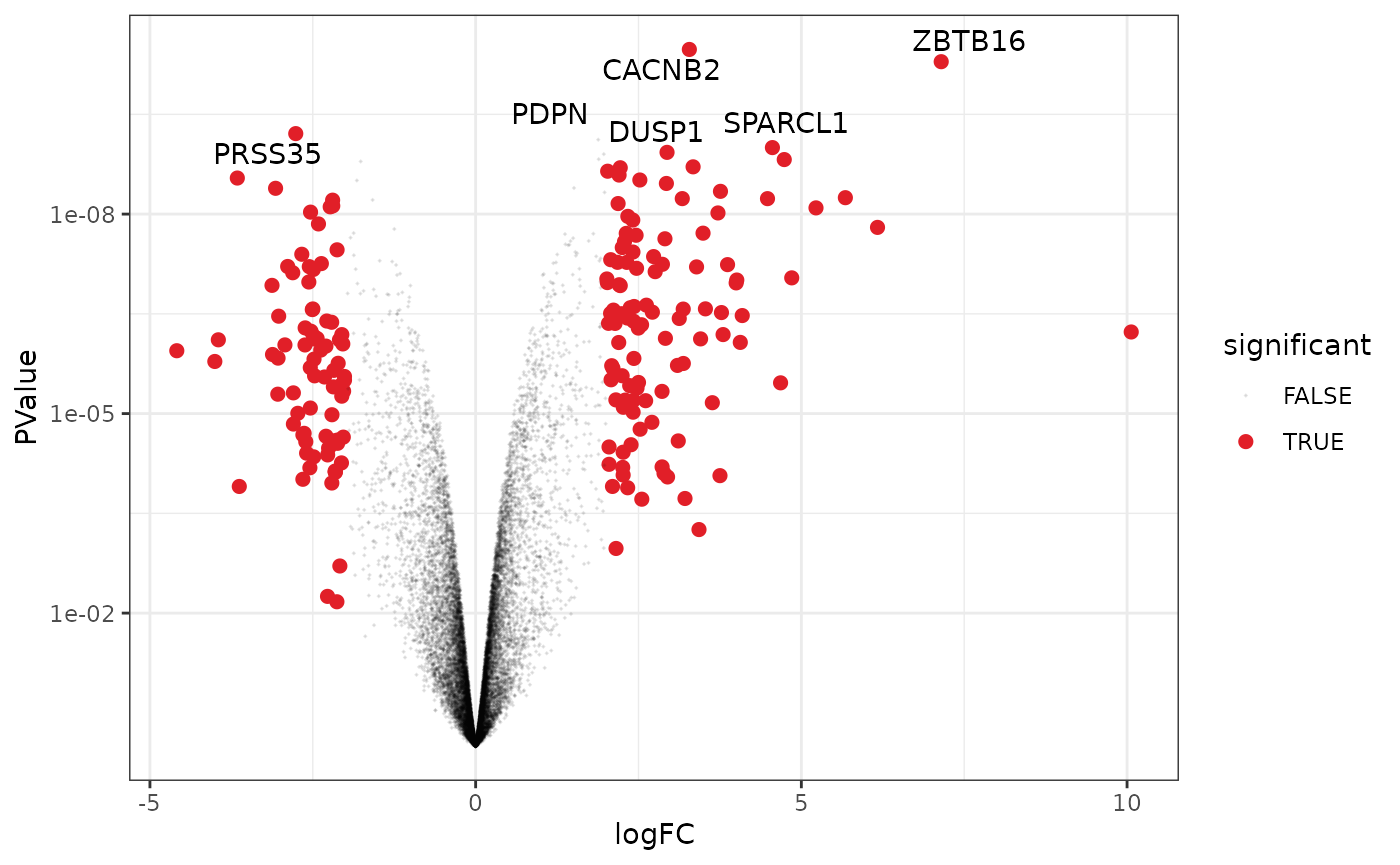 ZBTB16
CACNB2
PDPN
DUSP1
SPARCL1
PRSS35
1e-08
1e-05
1e-02
PValue
-5
0
5
10
logFC
significant
FALSE
TRUE